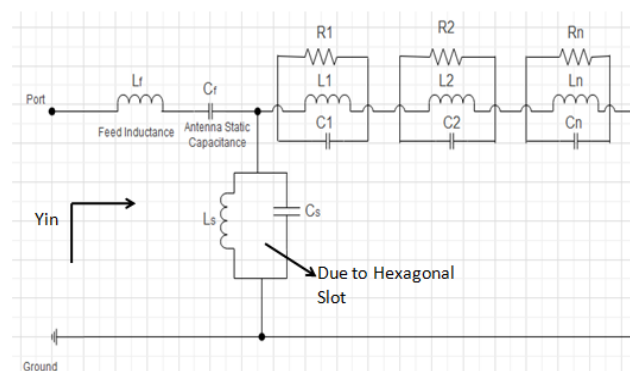 R1
R2
Rn
Port
Lf
Cf
L1
L2
Ln
Feed Inductance
Antenna Static
Capacitance
C1
C2
Cn
Yin
Ls
Cs
Due to Hexagonal
Slot
Ground